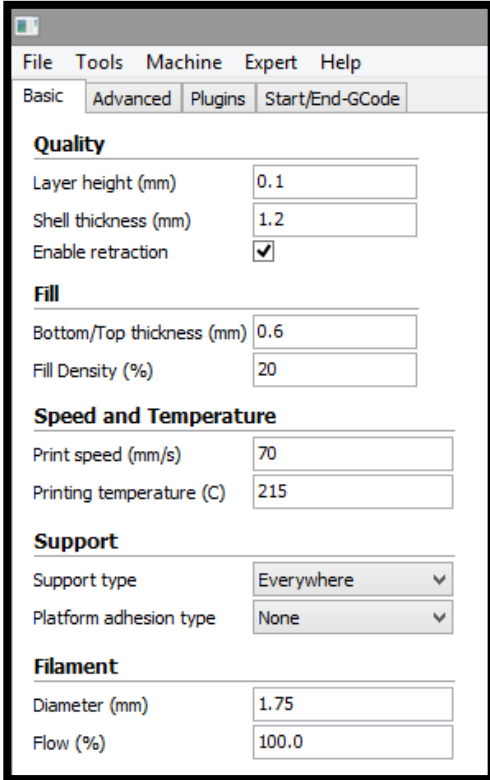 File Tools Machine Expert Help
Basic Advanced Plugins Start/End-GCode
Quality
Layer height (mm) 0.1
Shell thickness (mm) 1.2
Enable retraction
Fill
Bottom/Top thickness (mm) 0.6
Fill Density (%) 20
Speed and Temperature
Print speed (mm/s) 70
Printing temperature (C) 215
Support
Support type Everywhere
Platform adhesion type None
Filament
Diameter (mm) 1.75
Flow (%) 100.0